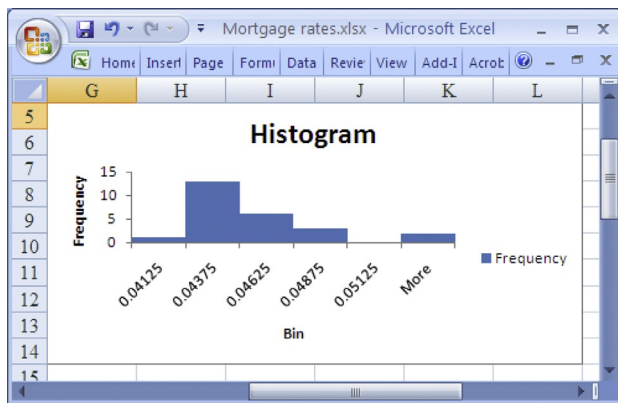 Mortgage rates.xlsx - Microsoft Excel
Home Insert Page Formu Data Revie View Add-I Acrob
G H I J K L
5
6
7
8
9
10
11
12
13
14
15
Histogram
Frequency
15
10
5
0
0.04125 0.04375 0.04625 0.04875 0.05125 More
Bin
Frequency